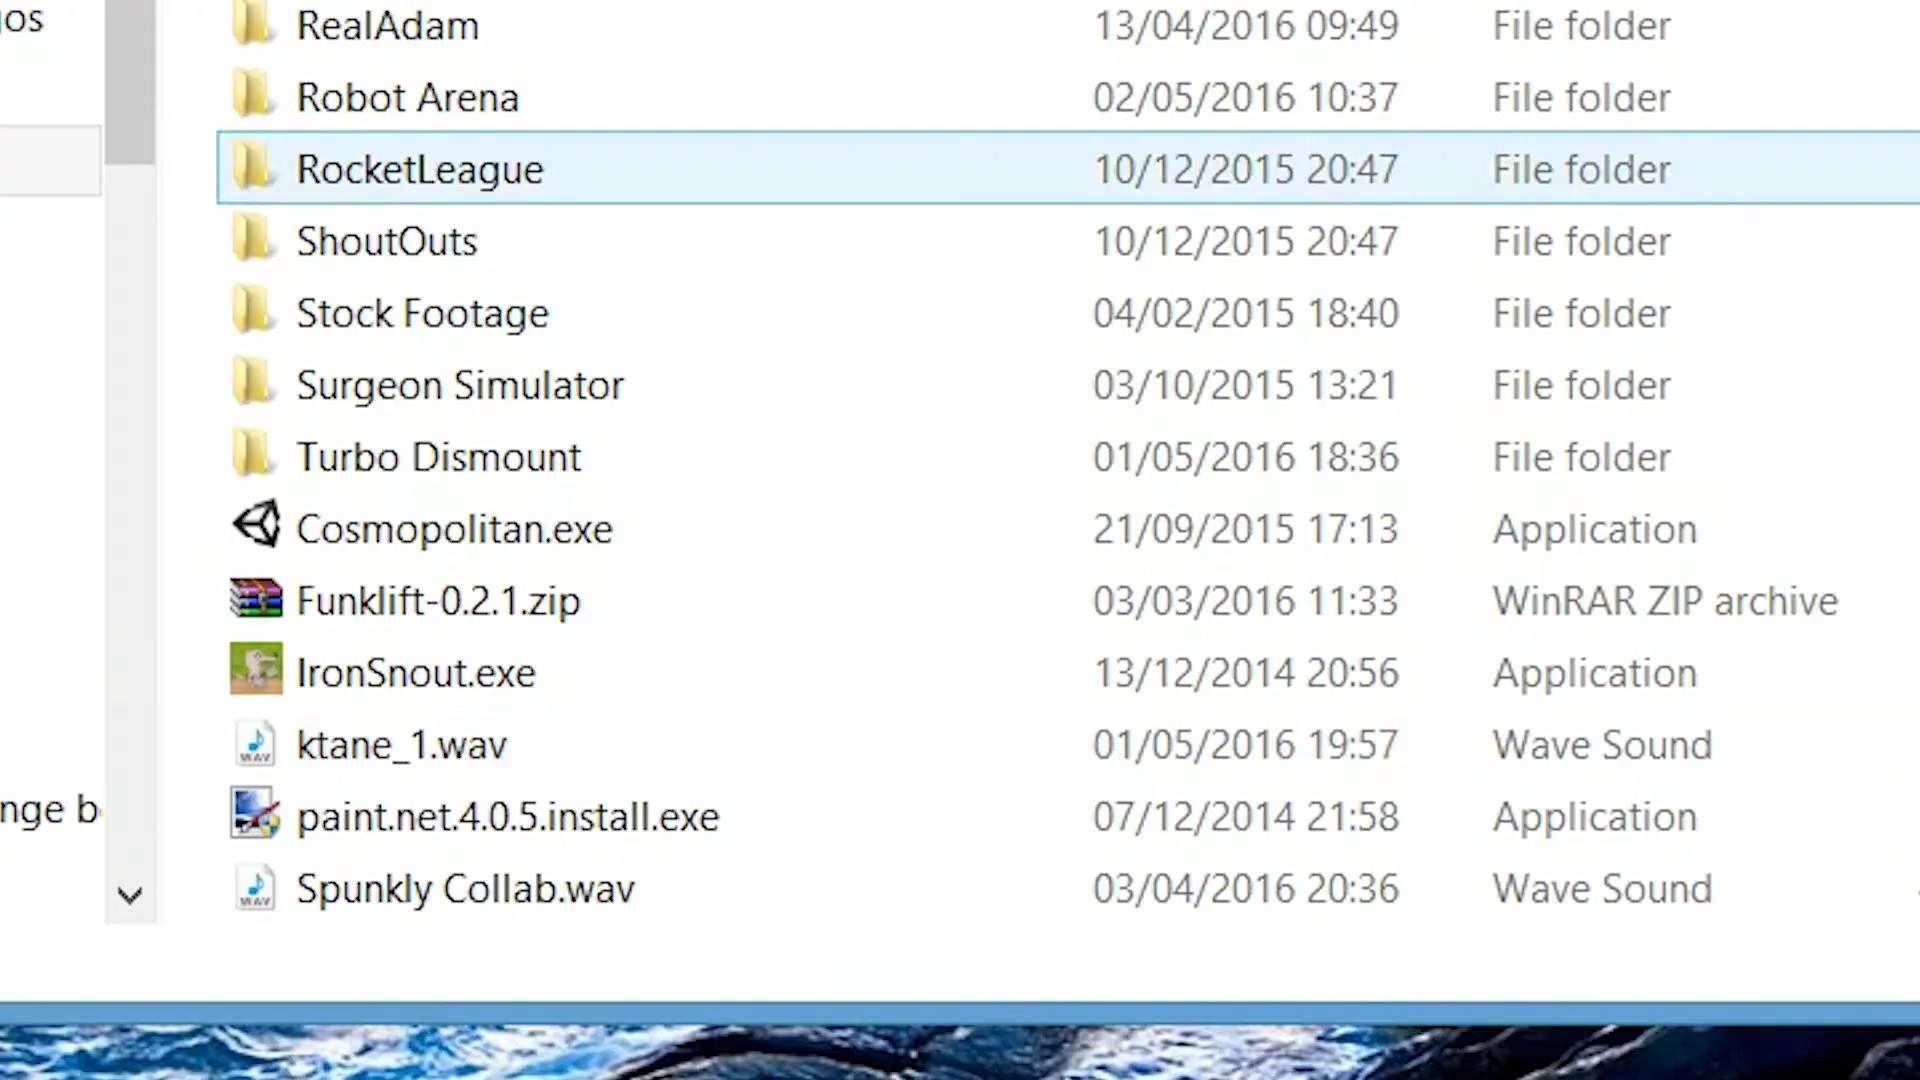 RealAdam 13/04/2016 09:49 File folder
Robot Arena 02/05/2016 10:37 File folder
RocketLeague 10/12/2015 20:47 File folder
ShoutOuts 10/12/2015 20:47 File folder
Stock Footage 04/02/2015 18:40 File folder
Surgeon Simulator 03/10/2015 13:21 File folder
Turbo Dismount 01/05/2016 18:36 File folder
Cosmopolitan.exe 21/09/2015 17:13 Application
Funklift-0.2.1.zip 03/03/2016 11:33 WinRAR ZIP archive
IronSnout.exe 13/12/2014 20:56 Application
ktane_1.wav 01/05/2016 19:57 Wave Sound
paint.net.4.0.5.install.exe 07/12/2014 21:58 Application
Spunkly Collab.wav 03/04/2016 20:36 Wave Sound